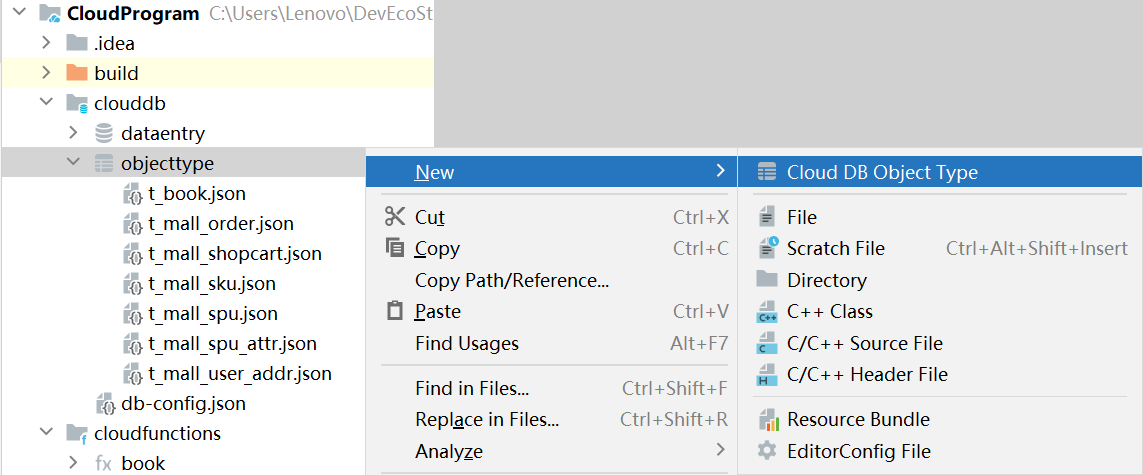 CloudProgram C:\Users\Lenovo\DevEcoSt
.idea
build
clouddb
dataentry
objecttype
t_book.json
t_mall_order.json
t_mall_shopcart.json
t_mall_sku.json
t_mall_spu.json
t_mall_spu_attr.json
t_mall_user_addr.json
db-config.json
cloudfunctions
fx book
New
Cut Ctrl+X
Copy Ctrl+C
Copy Path/Reference...
Paste Ctrl+V
Find Usages Alt+F7
Find in Files... Ctrl+Shift+F
Replace in Files... Ctrl+Shift+R
Analyze
Cloud DB Object Type
File
Scratch File Ctrl+Alt+Shift+Insert
Directory
C++ C++ Class
C C/C++ Source File
H C/C++ Header File
Resource Bundle
EditorConfig File